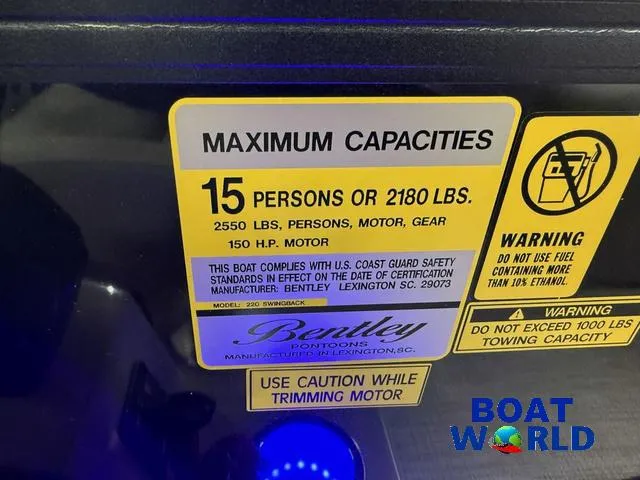 MAXIMUM CAPACITIES
15 PERSONS OR 2180 LBS.
2550 LBS, PERSONS, MOTOR, GEAR
150 H.P. MOTOR
THIS BOAT COMPLIES WITH U.S. COAST GUARD SAFETY
STANDARDS IN EFFECT ON THE DATE OF CERTIFICATION
MANUFACTURER: BENTLEY LEXINGTON SC. 29073
MODEL: 220 SWINGBACK
Bentley
PONTOONS
MANUFACTURED IN LEXINGTON, SC.
USE CAUTION WHILE
TRIMMING MOTOR
WARNING
DO NOT USE FUEL
CONTAINING MORE
THAN 10% ETHANOL.
WARNING
DO NOT EXCEED 1000 LBS
TOWING CAPACITY
BOAT
WORLD